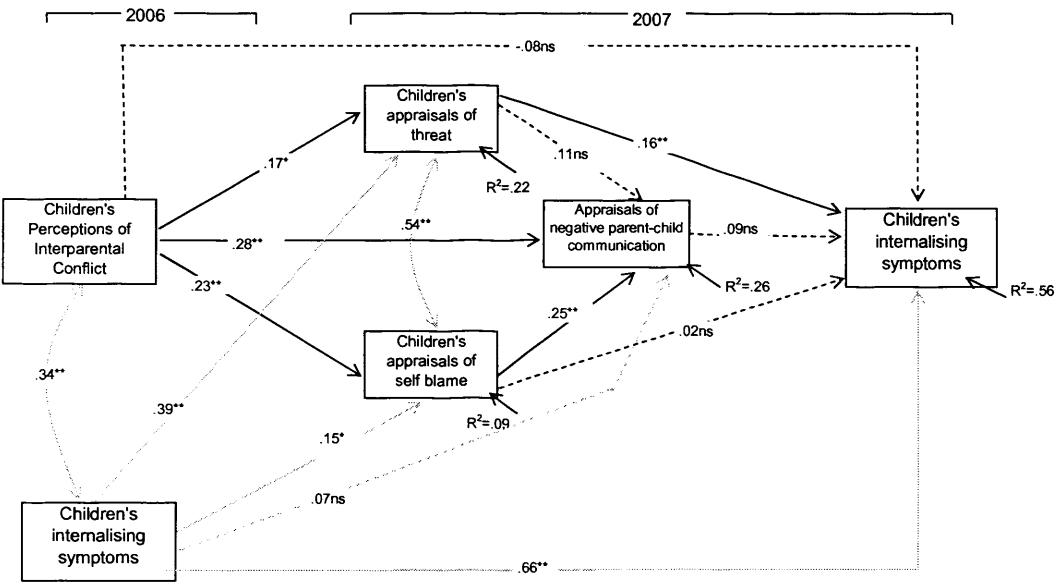 2006
2007
-.08ns
Children's
appraisals of
threat
.16**
.11ns
.17*
R²=.22
Children's
Perceptions of
Interparental
Conflict
Appraisals of
negative parent-child
communication
Children's
internalising
symptoms
.54**
.28**
.09ns
.23**
R²=.26
R²=.56
.25**
.02ns
Children's
appraisals of
self blame
.34**
.39**
R²=.09
.15*
.07ns
Children's
internalising
symptoms
.66**